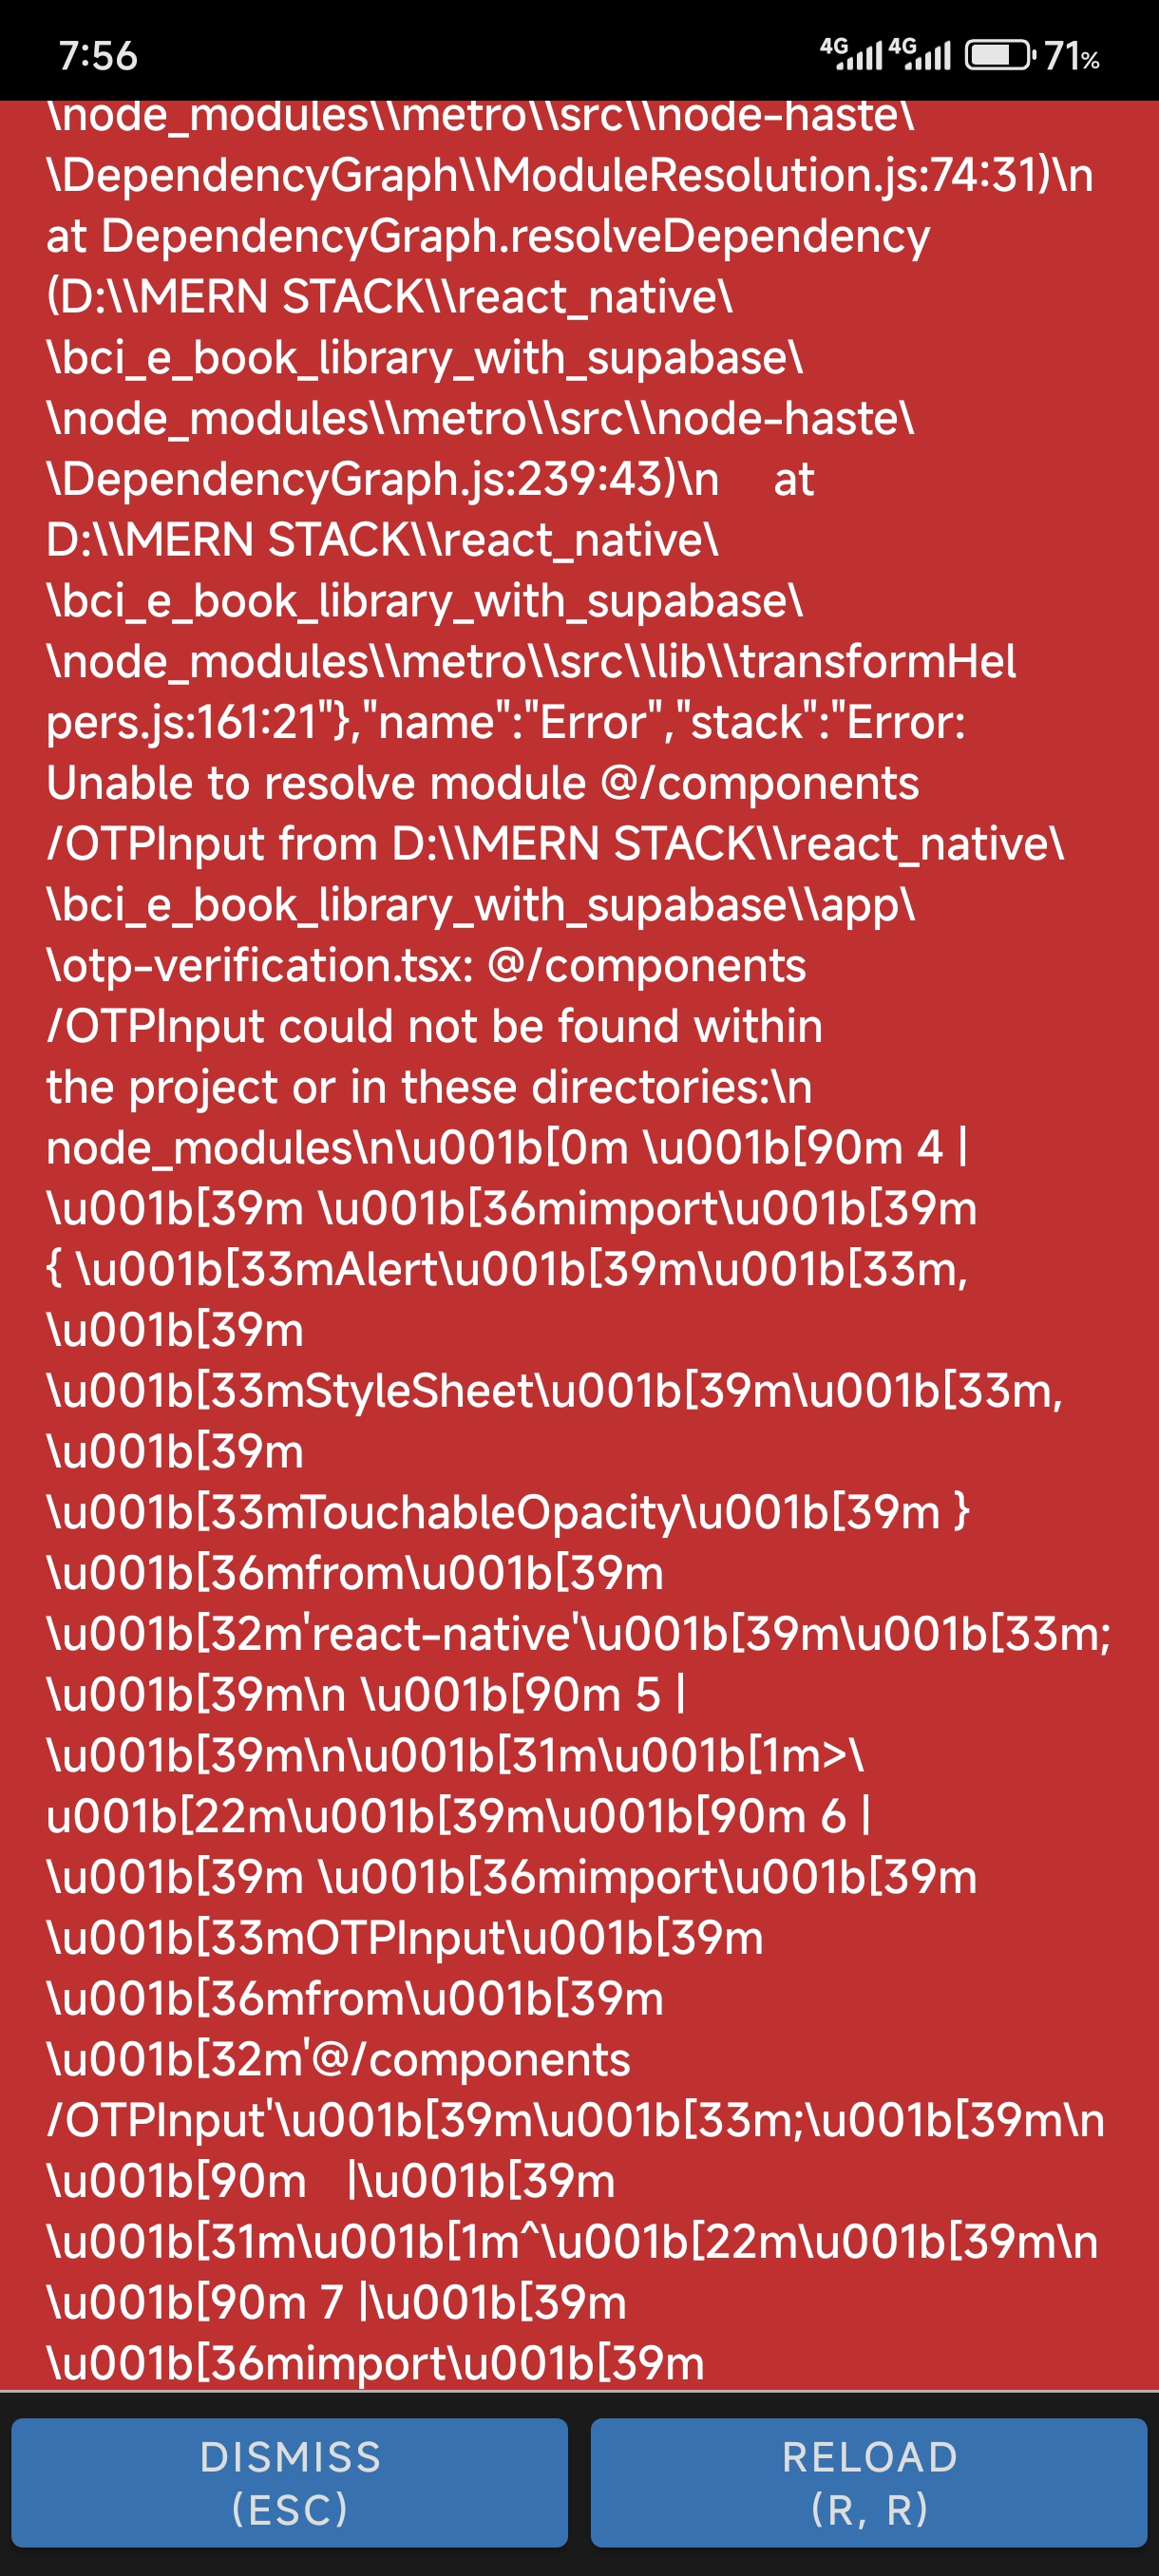 7:56
4G 4G 71%
\node_modules\\metro\\src\\node-haste\
\DependencyGraph\\ModuleResolution.js:74:31)\n
at DependencyGraph.resolveDependency
(D:\\MERN STACK\\react_native\
\bci_e_book_library_with_supabase\
\node_modules\\metro\\src\\node-haste\
\DependencyGraph.js:239:43)\n    at
D:\\MERN STACK\\react_native\
\bci_e_book_library_with_supabase\
\node_modules\\metro\\src\\lib\\transformHel
pers.js:161:21"},"name":"Error","stack":"Error:
Unable to resolve module @/components
/OTPInput from D:\\MERN STACK\\react_native\
\bci_e_book_library_with_supabase\\app\
\otp-verification.tsx: @/components
/OTPInput could not be found within
the project or in these directories:\n
node_modules\n\u001b[0m \u001b[90m 4 |
\u001b[39m \u001b[36mimport\u001b[39m
{ \u001b[33mAlert\u001b[39m\u001b[33m,
\u001b[39m
\u001b[33mStyleSheet\u001b[39m\u001b[33m,
\u001b[39m
\u001b[33mTouchableOpacity\u001b[39m }
\u001b[36mfrom\u001b[39m
\u001b[32m'react-native'\u001b[39m\u001b[33m;
\u001b[39m\n \u001b[90m 5 |
\u001b[39m\n\u001b[31m\u001b[1m>\
u001b[22m\u001b[39m\u001b[90m 6 |
\u001b[39m \u001b[36mimport\u001b[39m
\u001b[33mOTPInput\u001b[39m
\u001b[36mfrom\u001b[39m
\u001b[32m'@/components
/OTPInput'\u001b[39m\u001b[33m;\u001b[39m\n
\u001b[90m   |\u001b[39m
\u001b[31m\u001b[1m^\u001b[22m\u001b[39m\n
\u001b[90m 7 |\u001b[39m
\u001b[36mimport\u001b[39m
DISMISS
(ESC)
RELOAD
(R, R)